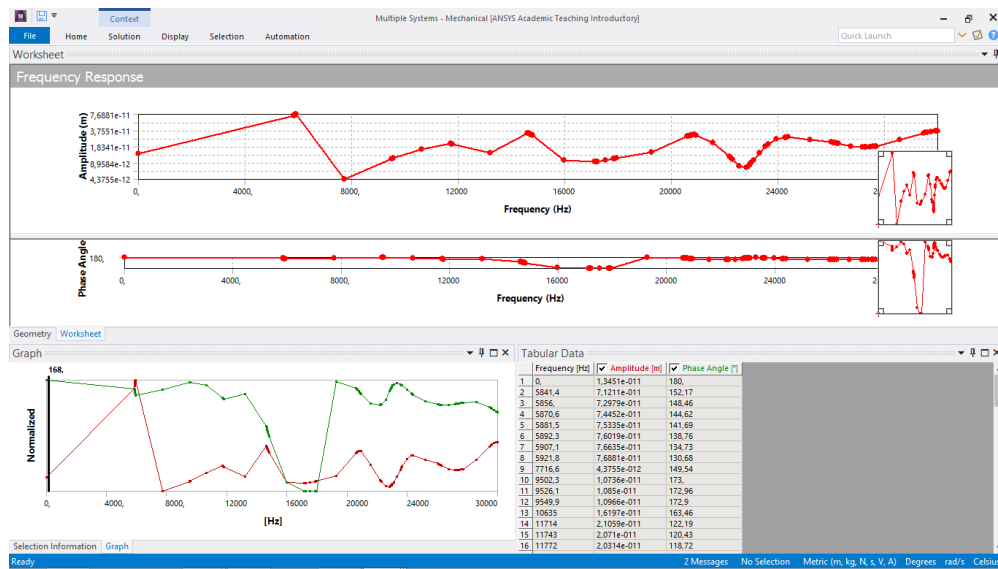 M
Context
Multiple Systems - Mechanical [ANSYS Academic Teaching Introductory]
File Home Solution Display Selection Automation
Quick Launch
Worksheet
Frequency Response
Amplitude (m)
7,6881e-11
3,7551e-11
1,8341e-11
8,9584e-12
4,3755e-12
0, 4000, 8000, 12000 16000 20000 24000 2
Frequency (Hz)
Phase Angle
180,
0, 4000, 8000, 12000 16000 20000 24000 2
Frequency (Hz)
Geometry Worksheet
Graph
168,
Normalized
0, 4000, 8000, 12000 16000 20000 24000 30000
[Hz]
Selection Information Graph
Tabular Data
Frequency [Hz] Amplitude [m] Phase Angle [°]
1 0, 1,3451e-011 180,
2 5841,4 7,1211e-011 152,17
3 5856, 7,2979e-011 148,46
4 5870,6 7,4452e-011 144,62
5 5881,5 7,5335e-011 141,69
6 5892,3 7,6019e-011 138,76
7 5907,1 7,6635e-011 134,73
8 5921,8 7,6881e-011 130,68
9 7716,6 4,3755e-012 149,54
10 9502,3 1,0736e-011 173,
11 9526,1 1,085e-011 172,96
12 9549,9 1,0966e-011 172,9
13 10635 1,6197e-011 163,46
14 11714 2,1059e-011 122,19
15 11743 2,071e-011 120,43
16 11772 2,0314e-011 118,72
Ready
2 Messages No Selection Metric (m, kg, N, s, V, A) Degrees rad/s Celsiu